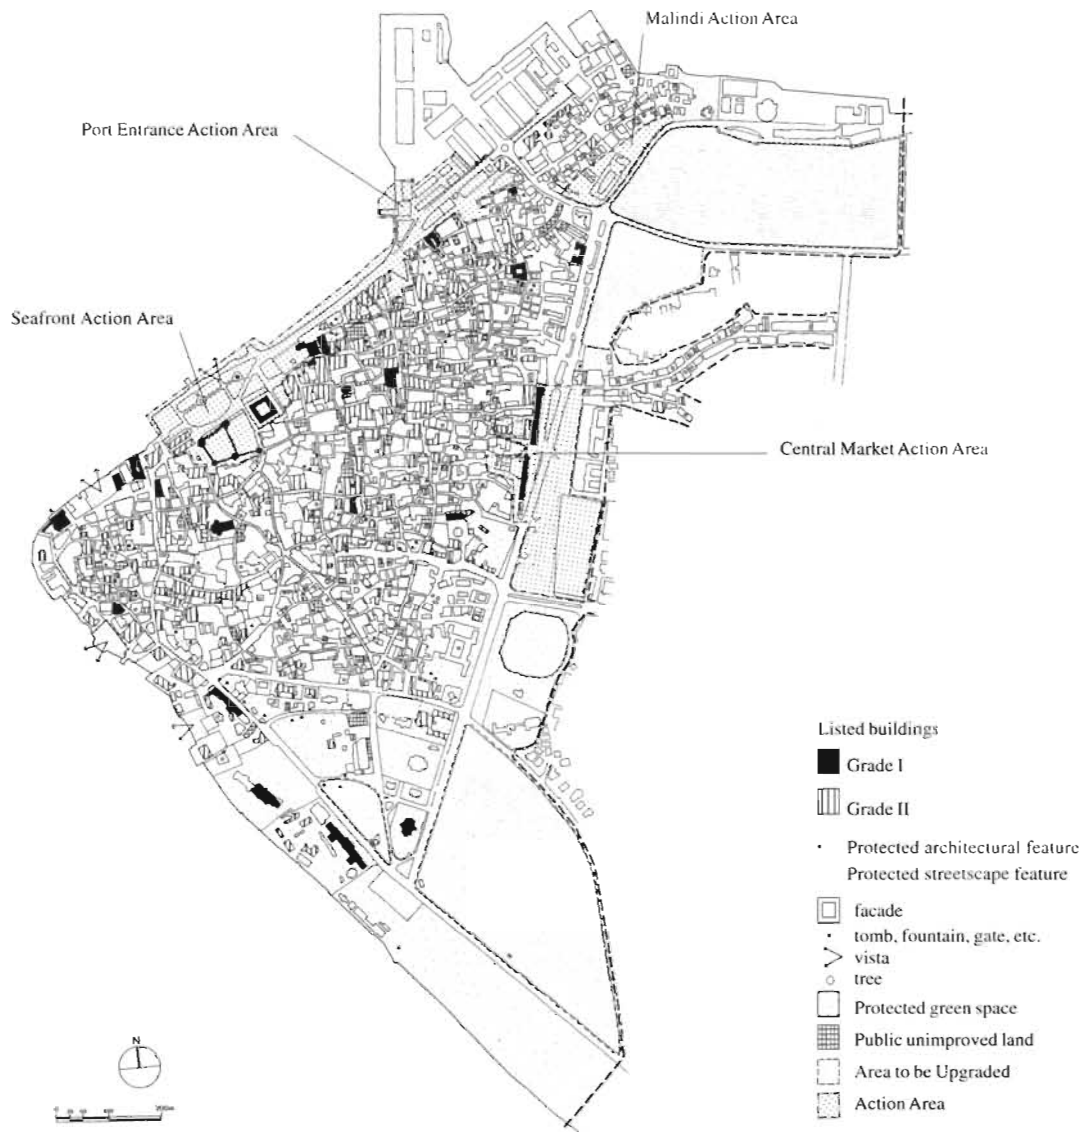 Malindi Action Area
Port Entrance Action Area
Seafront Action Area
Central Market Action Area
Listed buildings
Grade I
Grade II
Protected architectural feature
Protected streetscape feature
facade
tomb, fountain, gate, etc.
vista
tree
Protected green space
Public unimproved land
Area to be Upgraded
Action Area
N